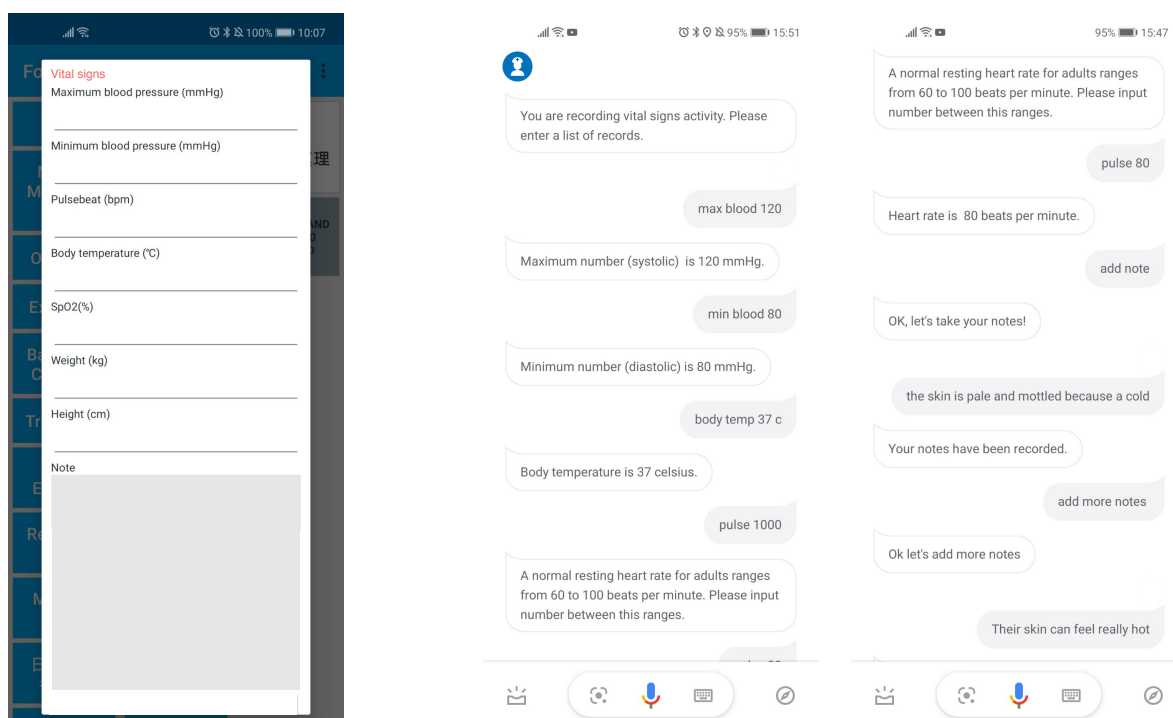 100% 10:07
Fo
Vital signs
Maximum blood pressure (mmHg)
Minimum blood pressure (mmHg)
理
M
Pulsebeat (bpm)
AND
Body temperature (°C)
O
SpO2(%)
E
Ba
C
Weight (kg)
Tr
Height (cm)
Note
E
Re
M
E
95% 15:51
You are recording vital signs activity. Please
enter a list of records.
max blood 120
Maximum number (systolic) is 120 mmHg.
min blood 80
Minimum number (diastolic) is 80 mmHg.
body temp 37 c
Body temperature is 37 celsius.
pulse 1000
A normal resting heart rate for adults ranges
from 60 to 100 beats per minute. Please input
number between this ranges.
95% 15:47
A normal resting heart rate for adults ranges
from 60 to 100 beats per minute. Please input
number between this ranges.
pulse 80
Heart rate is 80 beats per minute.
add note
OK, let's take your notes!
the skin is pale and mottled because a cold
Your notes have been recorded.
add more notes
Ok let's add more notes
Their skin can feel really hot